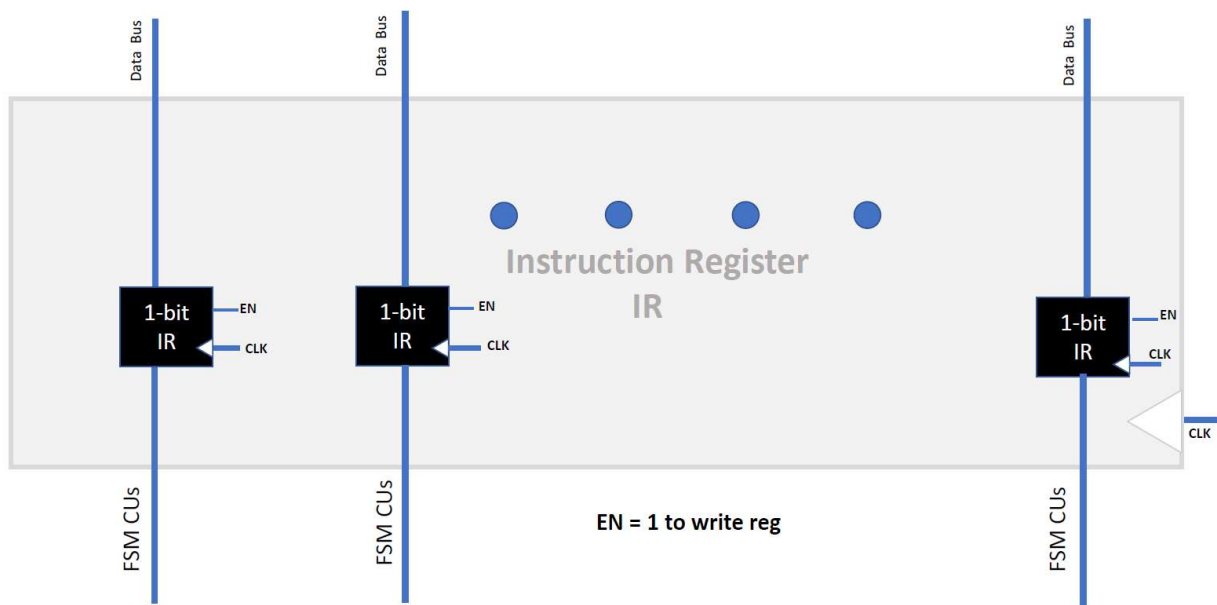 Data Bus
Data Bus
Data Bus
Instruction Register
IR
1-bit
IR
EN
CLK
1-bit
IR
EN
CLK
1-bit
IR
EN
CLK
CLK
FSM CUs
FSM CUs
FSM CUs
EN = 1 to write reg